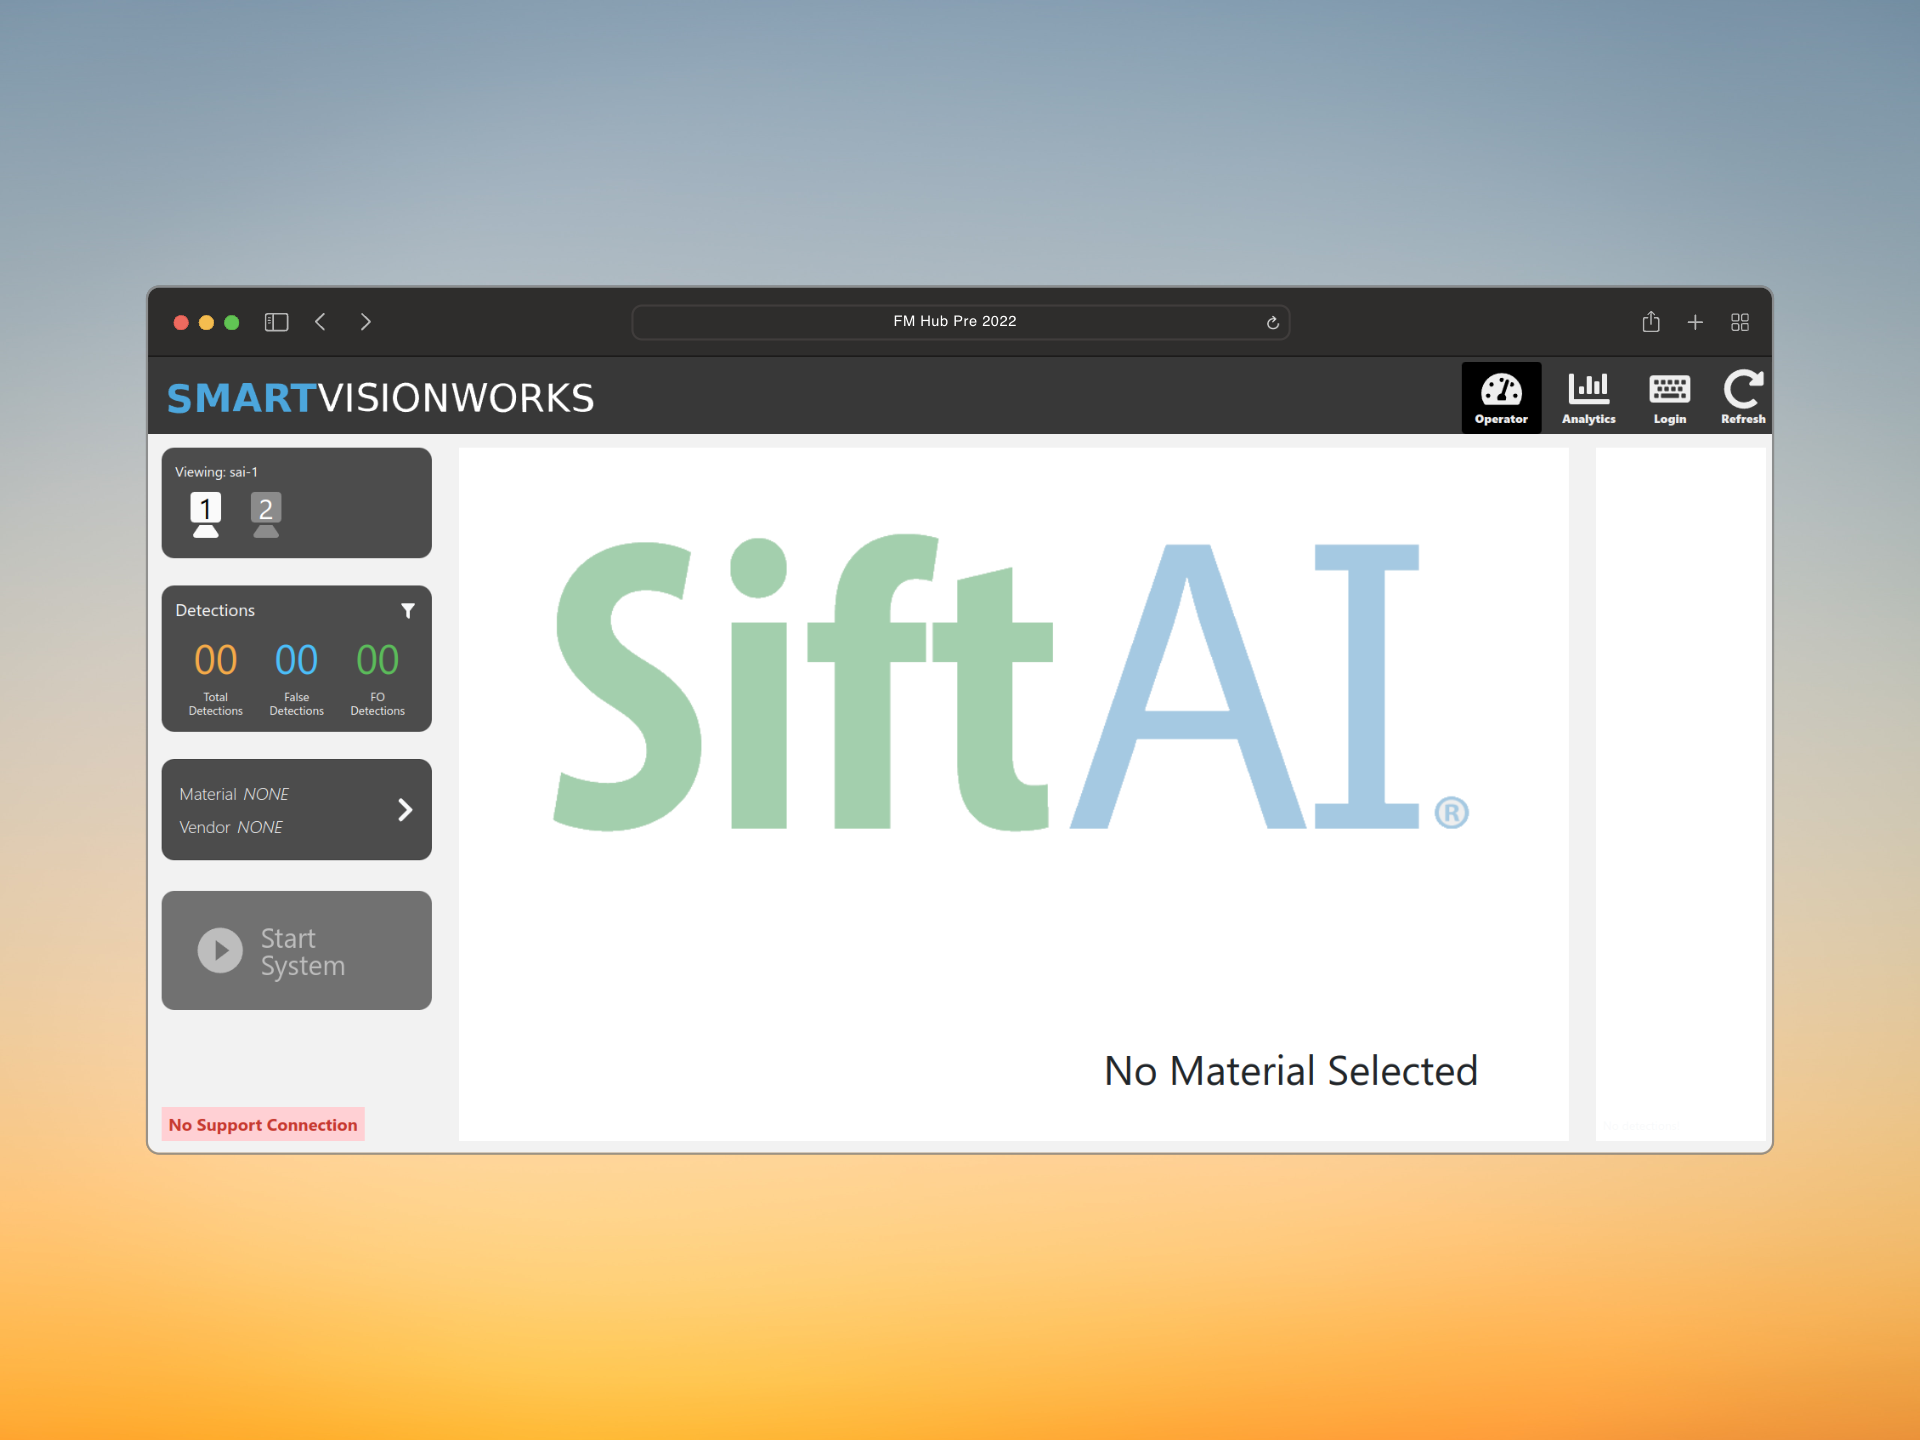 FM Hub Pre 2022
SMARTVISIONWORKS
Operator
Analytics
Login
Refresh
Viewing: sai-1
1
2
Detections
00
00
00
Total
Detections
False
Detections
FO
Detections
Material NONE
Vendor NONE
Start
System
No Support Connection
SiftAI®
No Material Selected